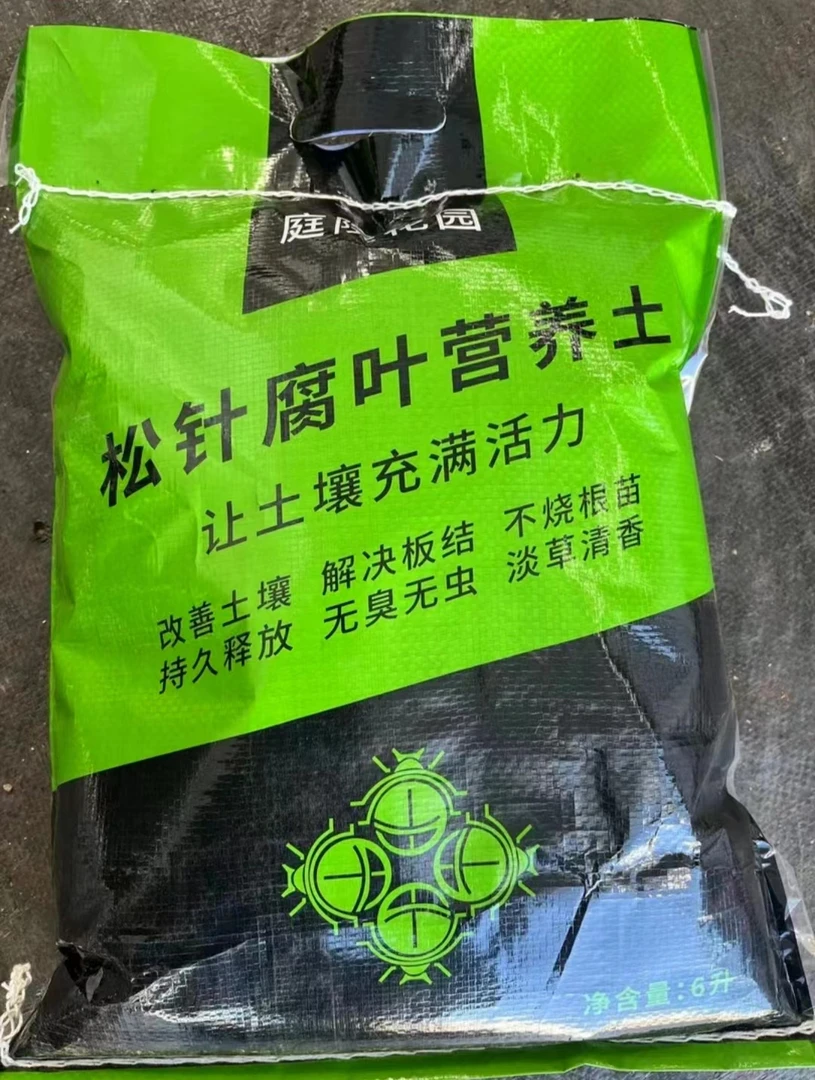 庭院花园
松针腐叶营养土
让土壤充满活力
改善土壤 解决板结 不烧根苗
持久释放 无臭无虫 淡草清香
净含量:6升